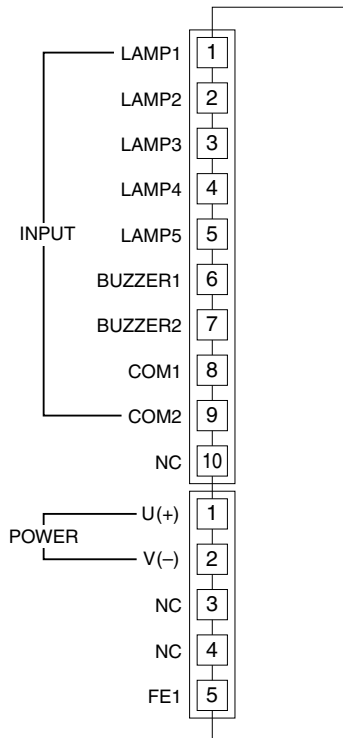 LAMP1 1
LAMP2 2
LAMP3 3
LAMP4 4
INPUT
LAMP5 5
BUZZER1 6
BUZZER2 7
COM1 8
COM2 9
NC 10
U(+) 1
POWER
V(–) 2
NC 3
NC 4
FE1 5